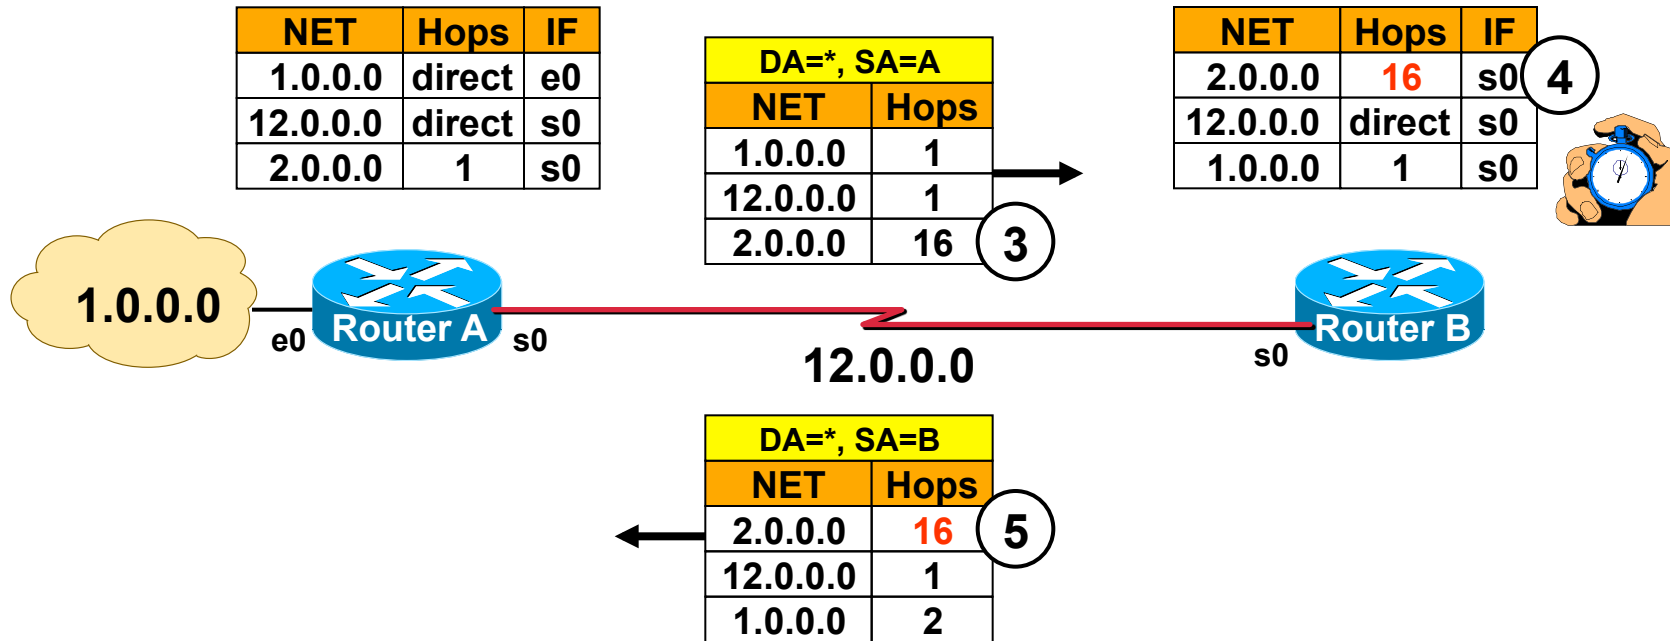 NET Hops IF
1.0.0.0 direct e0
12.0.0.0 direct s0
2.0.0.0 1 s0
DA=*, SA=A
NET Hops
1.0.0.0 1
12.0.0.0 1
2.0.0.0 16
3
NET Hops IF
2.0.0.0 16 s0
12.0.0.0 direct s0
1.0.0.0 1 s0
4
1.0.0.0
e0
Router A
s0
12.0.0.0
s0
Router B
DA=*, SA=B
NET Hops
2.0.0.0 16
12.0.0.0 1
1.0.0.0 2
5